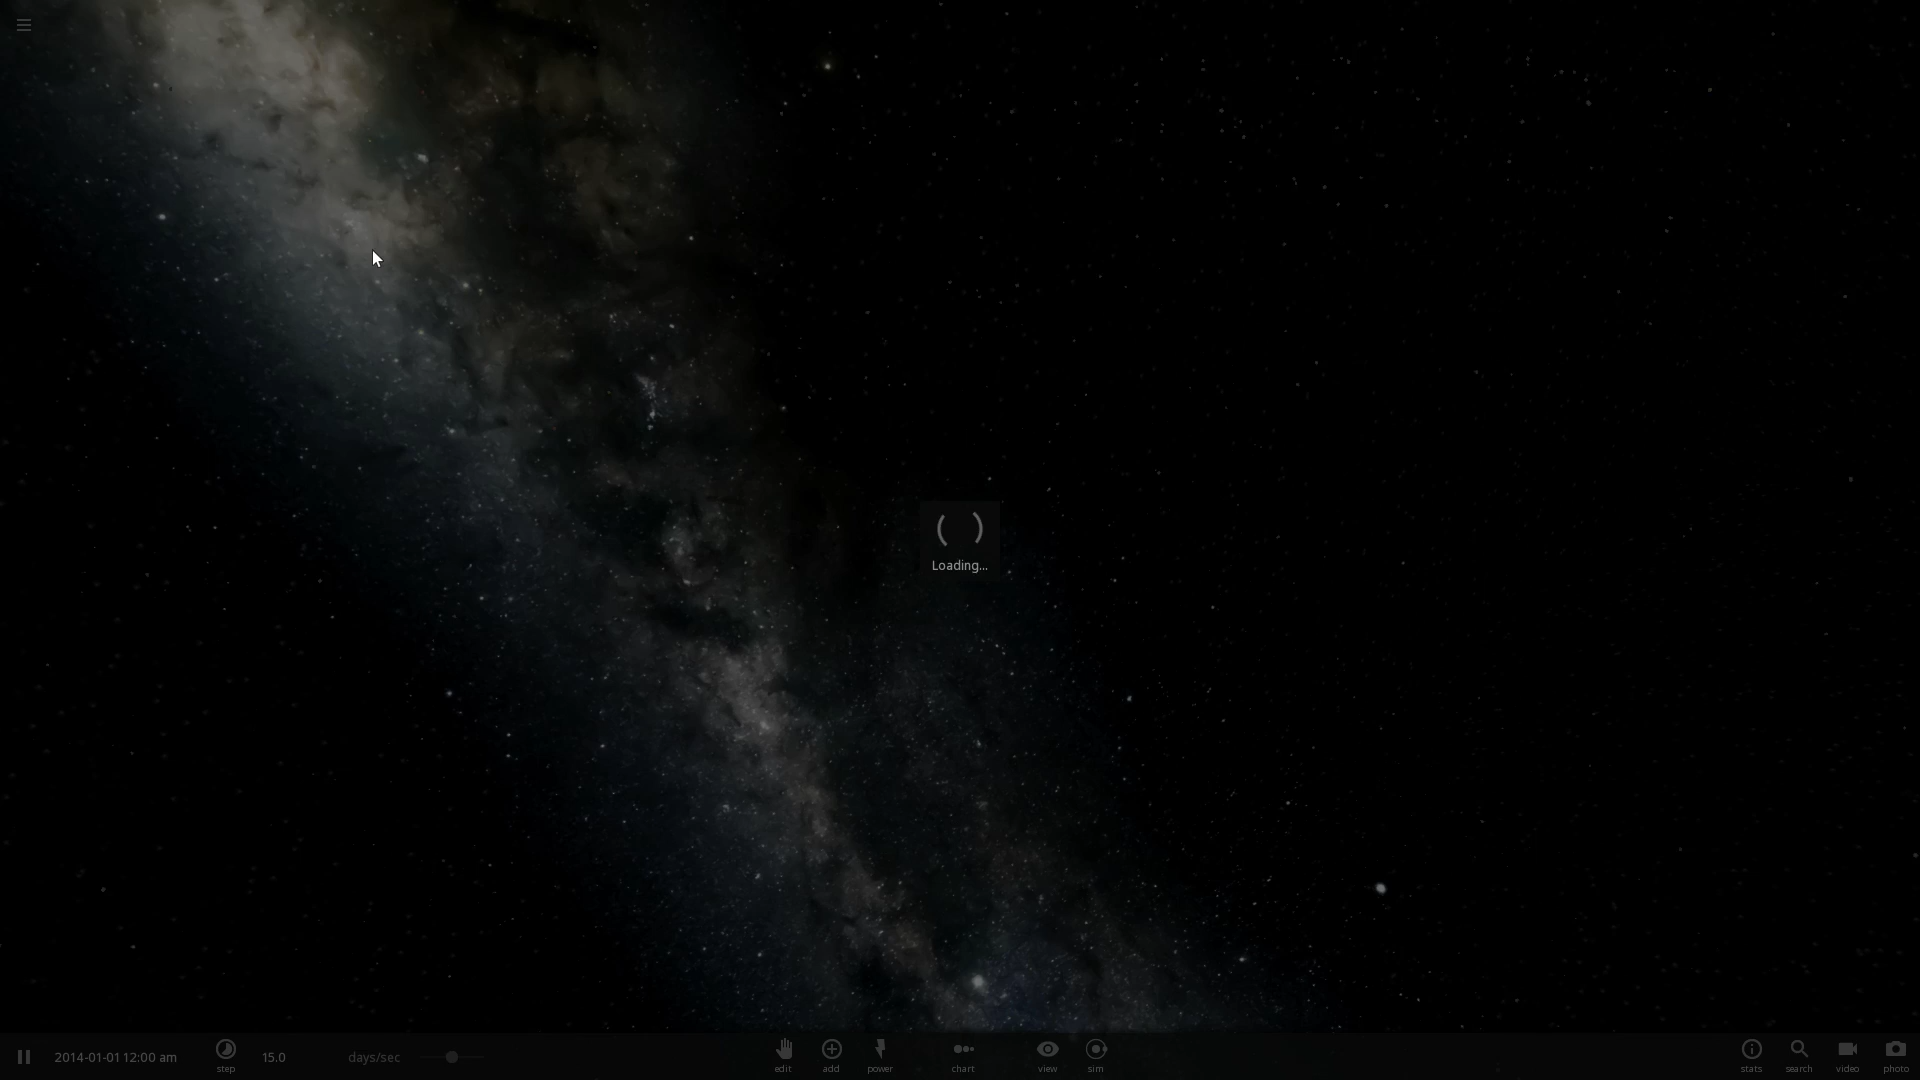 Loading...
2014-01-01 12:00 am
step
15.0
days/sec
edit
add
power
chart
view
sim
stats
search
video
photo